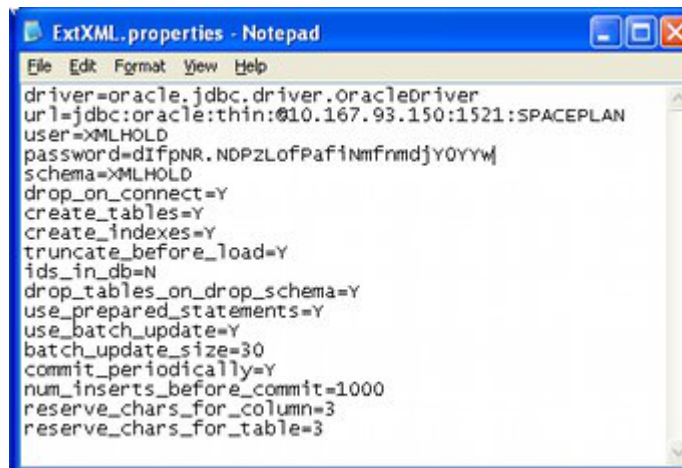 ExtXML.properties - Notepad
File Edit Format View Help
driver=oracle.jdbc.driver.OracleDriver
url=jdbc:oracle:thin:@10.167.93.150:1521:SPACEPLAN
user=XMLHOLD
password=dIfpNR.NDPzLofPafiNmfnmdjYOYYw
schema=XMLHOLD
drop_on_connect=Y
create_tables=Y
create_indexes=Y
truncate_before_load=Y
ids_in_db=N
drop_tables_on_drop_schema=Y
use_prepared_statements=Y
use_batch_update=Y
batch_update_size=30
commit_periodically=Y
num_inserts_before_commit=1000
reserve_chars_for_column=3
reserve_chars_for_table=3